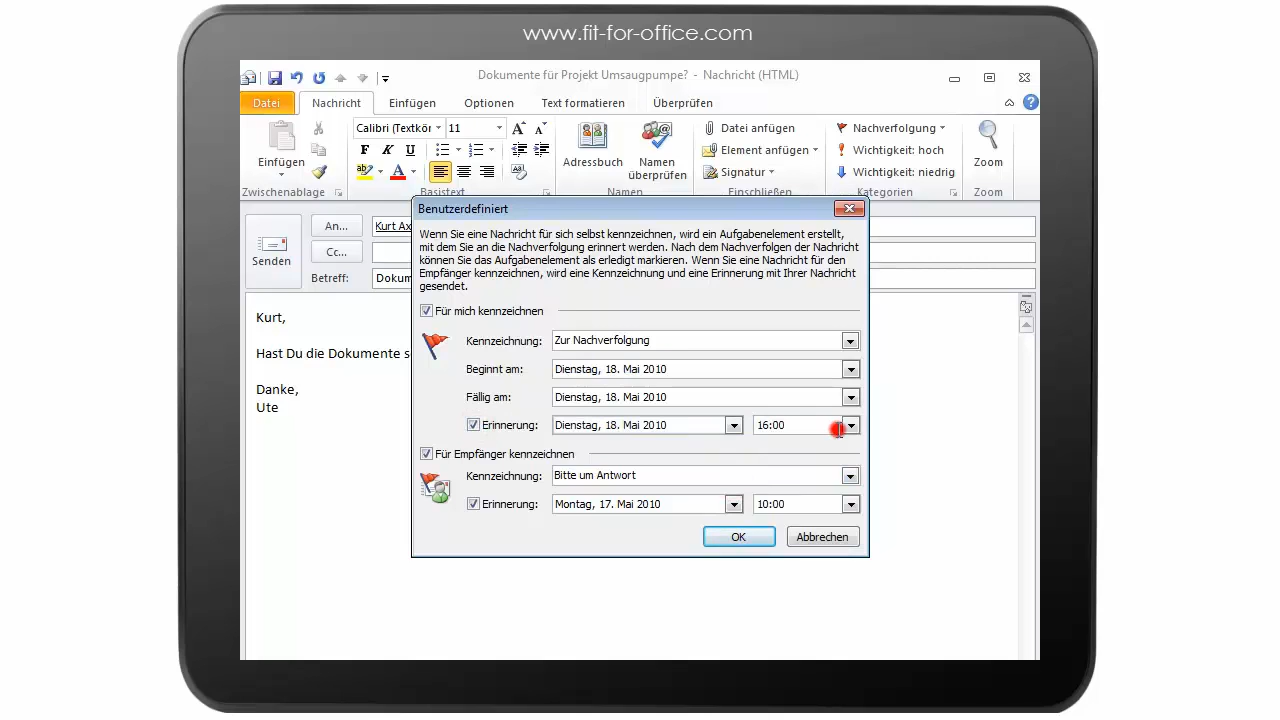 www.fit-for-office.com
Dokumente für Projekt Umsaugpumpe? - Nachricht (HTML)
Datei Nachricht Einfügen Optionen Text formatieren Überprüfen
Calibri (Textkör 11
Datei anfügen
Nachverfolgung
F K U
Element anfügen
Wichtigkeit: hoch
Einfügen
Adressbuch
Namen überprüfen
Zoom
ab A
Signatur
Wichtigkeit: niedrig
Zwischenablage Basistext Namen Einschließen Kategorien Zoom
Benutzerdefiniert
Wenn Sie eine Nachricht für sich selbst kennzeichnen, wird ein Aufgabenelement erstellt,
mit dem Sie an die Nachverfolgung erinnert werden. Nach dem Nachverfolgen der Nachricht
können Sie das Aufgabenelement als erledigt markieren. Wenn Sie eine Nachricht für den
Empfänger kennzeichnen, wird eine Kennzeichnung und eine Erinnerung mit Ihrer Nachricht
gesendet.
Für mich kennzeichnen
Kennzeichnung: Zur Nachverfolgung
Beginnt am: Dienstag, 18. Mai 2010
Fällig am: Dienstag, 18. Mai 2010
Erinnerung: Dienstag, 18. Mai 2010 16:00
Für Empfänger kennzeichnen
Kennzeichnung: Bitte um Antwort
Erinnerung: Montag, 17. Mai 2010 10:00
OK Abbrechen
Senden
An... Kurt Ax
Cc...
Betreff: Dokum
Kurt,
Hast Du die Dokumente s
Danke,
Ute